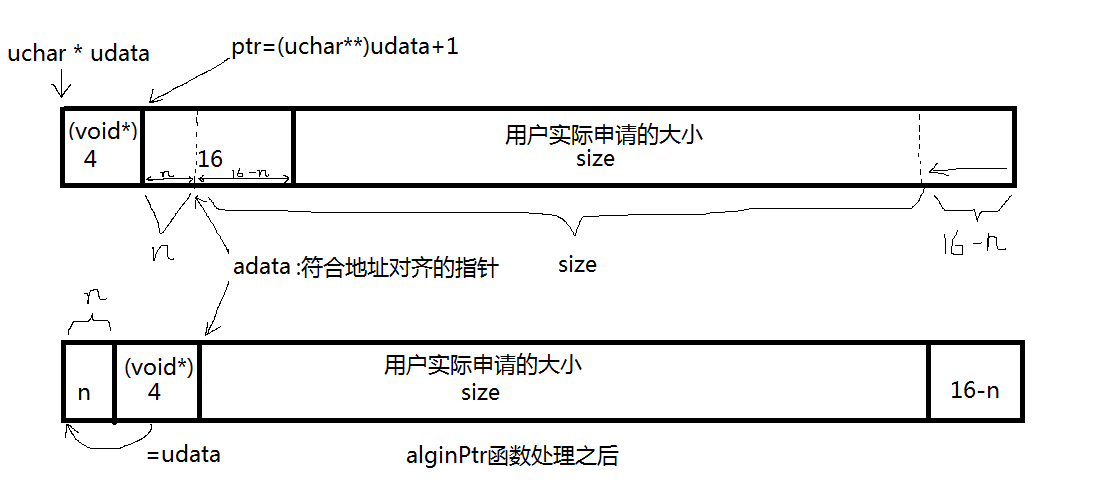 uchar * udata
ptr=(uchar**)udata+1
(void*)
4
16
n
16-n
用户实际申请的大小
size
n
adata :符合地址对齐的指针
size
16-n
n
n
(void*)
4
用户实际申请的大小
size
16-n
=udata
alginPtr函数处理之后